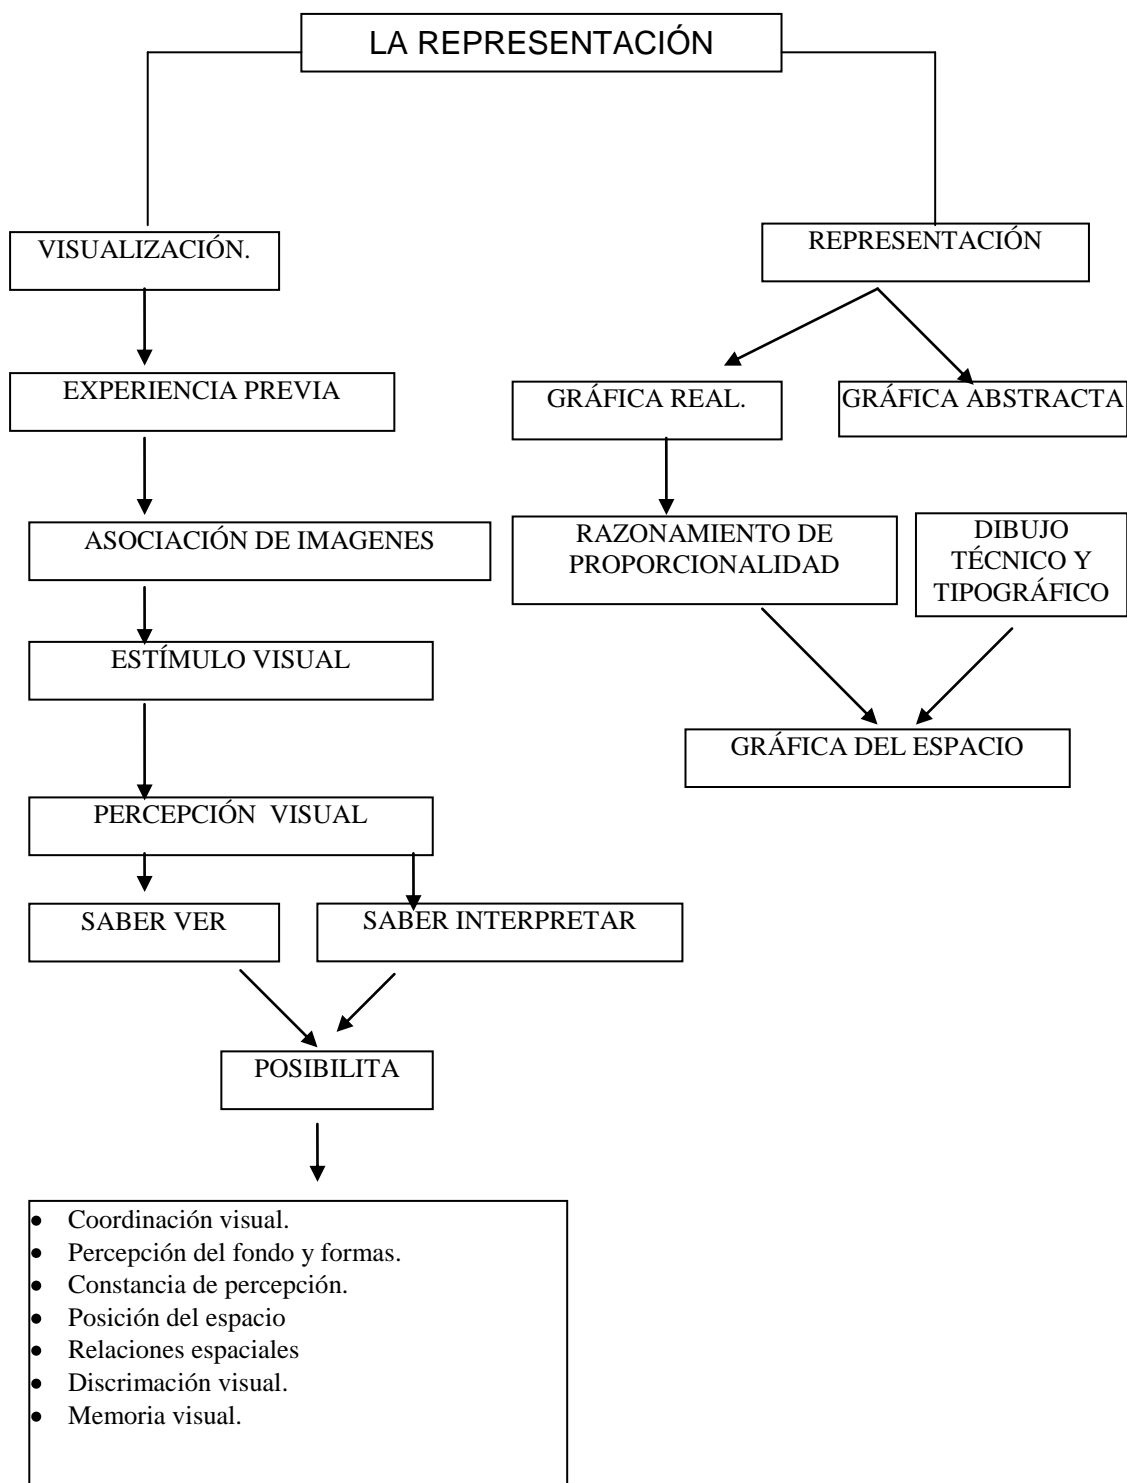 LA REPRESENTACIÓN
VISUALIZACIÓN.
REPRESENTACIÓN
EXPERIENCIA PREVIA
GRÁFICA REAL.
GRÁFICA ABSTRACTA
ASOCIACIÓN DE IMAGENES
RAZONAMIENTO DE
PROPORCIONALIDAD
DIBUJO
TÉCNICO Y
TIPOGRÁFICO
ESTÍMULO VISUAL
GRÁFICA DEL ESPACIO
PERCEPCIÓN  VISUAL
SABER VER
SABER INTERPRETAR
POSIBILITA
• Coordinación visual.
• Percepción del fondo y formas.
• Constancia de percepción.
• Posición del espacio
• Relaciones espaciales
• Discrimación visual.
• Memoria visual.